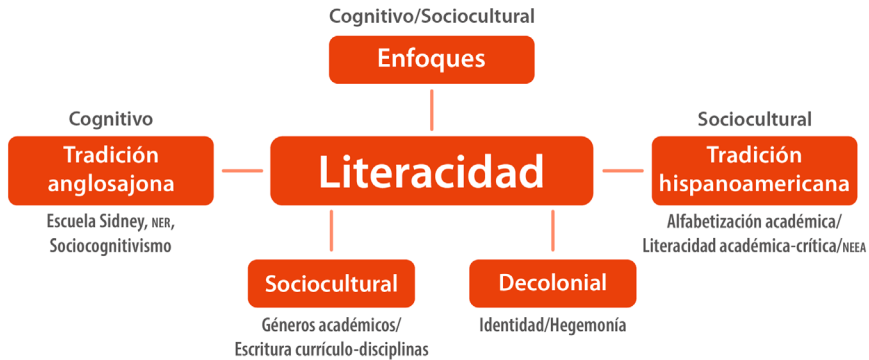 Cognitivo/Sociocultural
Enfoques
Cognitivo
Tradición
anglosajona
Escuela Sidney, NER,
Sociocognitivismo
Literacidad
Sociocultural
Tradición
hispanoamericana
Alfabetización académica/
Literacidad académica-crítica/NEEA
Sociocultural
Géneros académicos/
Escritura currículo-disciplinas
Decolonial
Identidad/Hegemonía